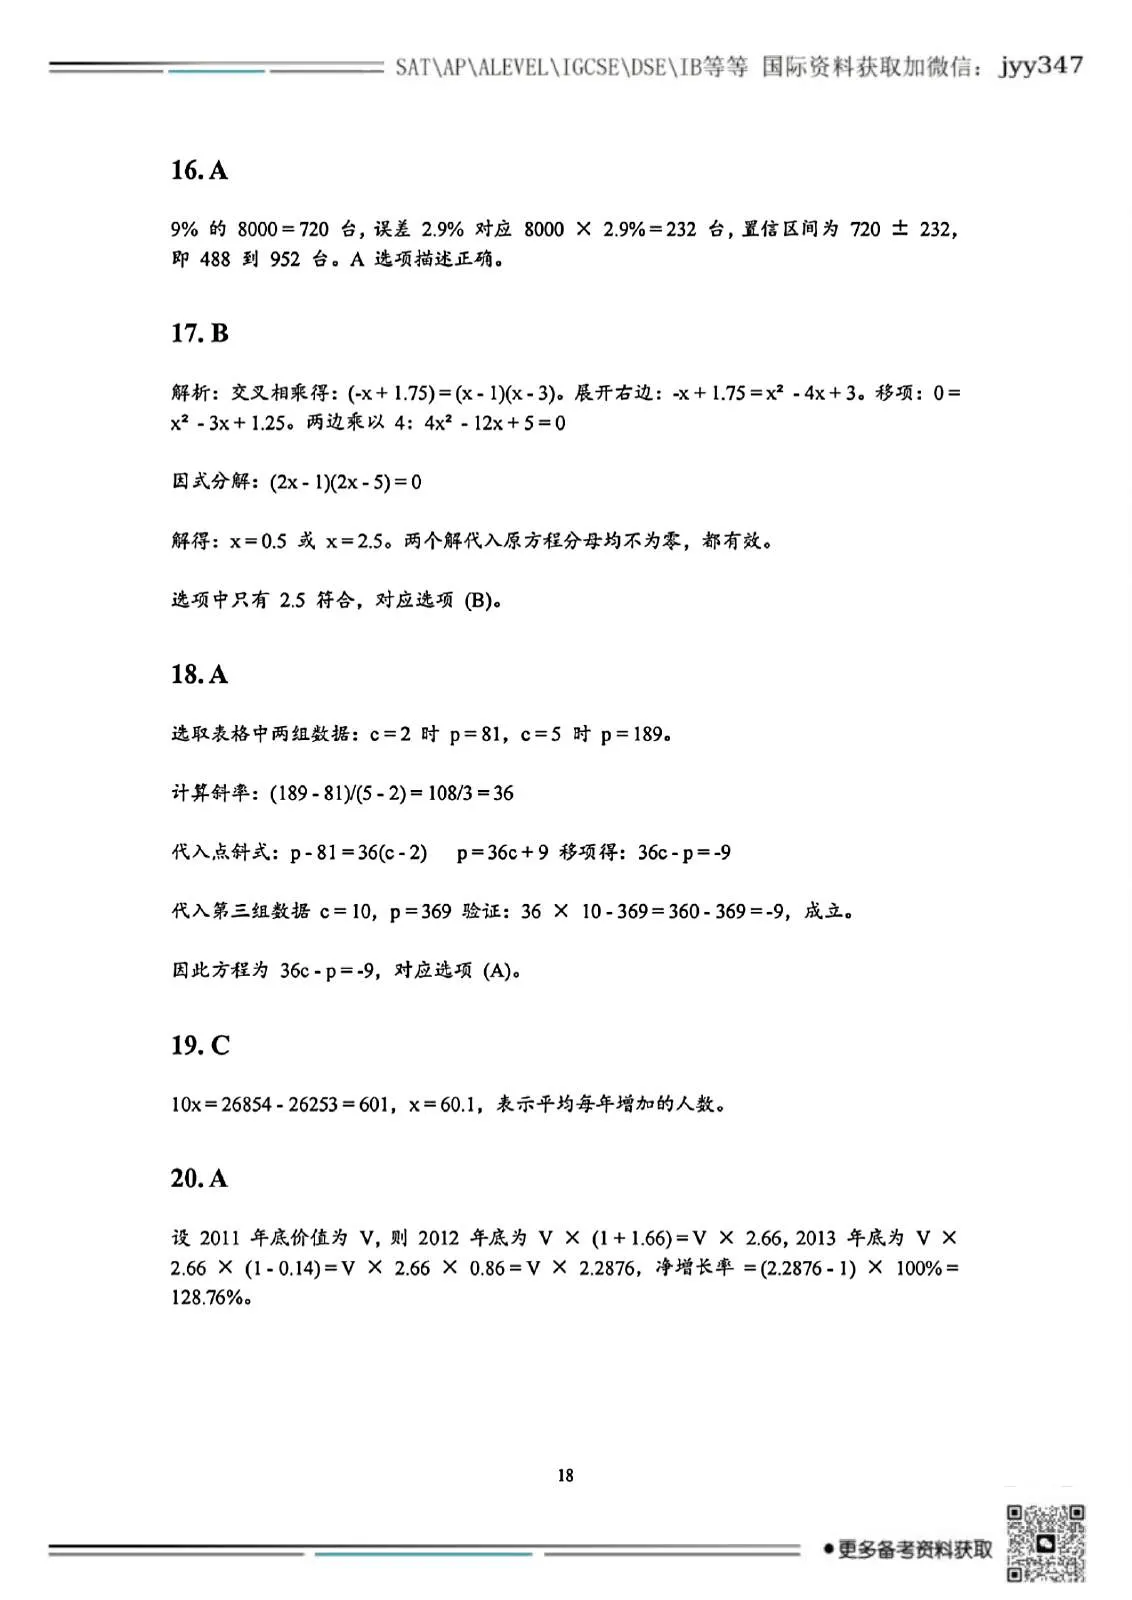 SAT\AP\ALEVEL\IGCSE\DSE\IB等等 国际资料获取加微信： jyy347
16. A
9% 的 8000 = 720 台，误差 2.9% 对应 8000 × 2.9% = 232 台，置信区间为 720 ± 232,
即 488 到 952 台。A 选项描述正确。
17. B
解析：交叉相乘得：(-x + 1.75) = (x - 1)(x - 3)。展开右边：-x + 1.75 = x² - 4x + 3。移项：0 =
x² - 3x + 1.25。两边乘以 4：4x² - 12x + 5 = 0
因式分解：(2x - 1)(2x - 5) = 0
解得：x = 0.5 或 x = 2.5。两个解代入原方程分母均不为零，都有效。
选项中只有 2.5 符合，对应选项 (B)。
18. A
选取表格中两组数据：c = 2 时 p = 81，c = 5 时 p = 189。
计算斜率：(189 - 81)/(5 - 2) = 108/3 = 36
代入点斜式：p - 81 = 36(c - 2) p = 36c + 9 移项得：36c - p = -9
代入第三组数据 c = 10，p = 369 验证：36 × 10 - 369 = 360 - 369 = -9，成立。
因此方程为 36c - p = -9，对应选项 (A)。
19. C
10x = 26854 - 26253 = 601，x = 60.1，表示平均每年增加的人数。
20. A
设 2011 年底价值为 V, 则 2012 年底为 V × (1 + 1.66) = V × 2.66, 2013 年底为 V ×
2.66 × (1 - 0.14) = V × 2.66 × 0.86 = V × 2.2876，净增长率 = (2.2876 - 1) × 100% =
128.76%。
18
●更多备考资料获取